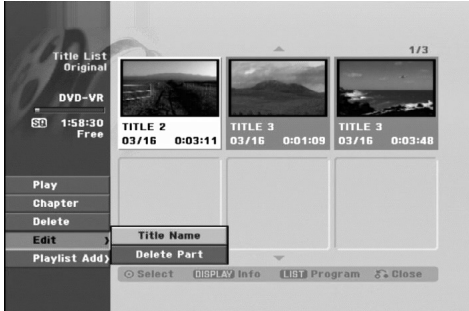 Title List
Original
1/3
DVD-VR
SQ 1:58:30
Free
TITLE 2
03/16 0:03:11
TITLE 3
03/16 0:01:09
TITLE 3
03/16 0:03:48
Play
Chapter
Delete
Edit
Playlist Add
Title Name
Delete Part
Select DISPLAY Info LIST Program Close